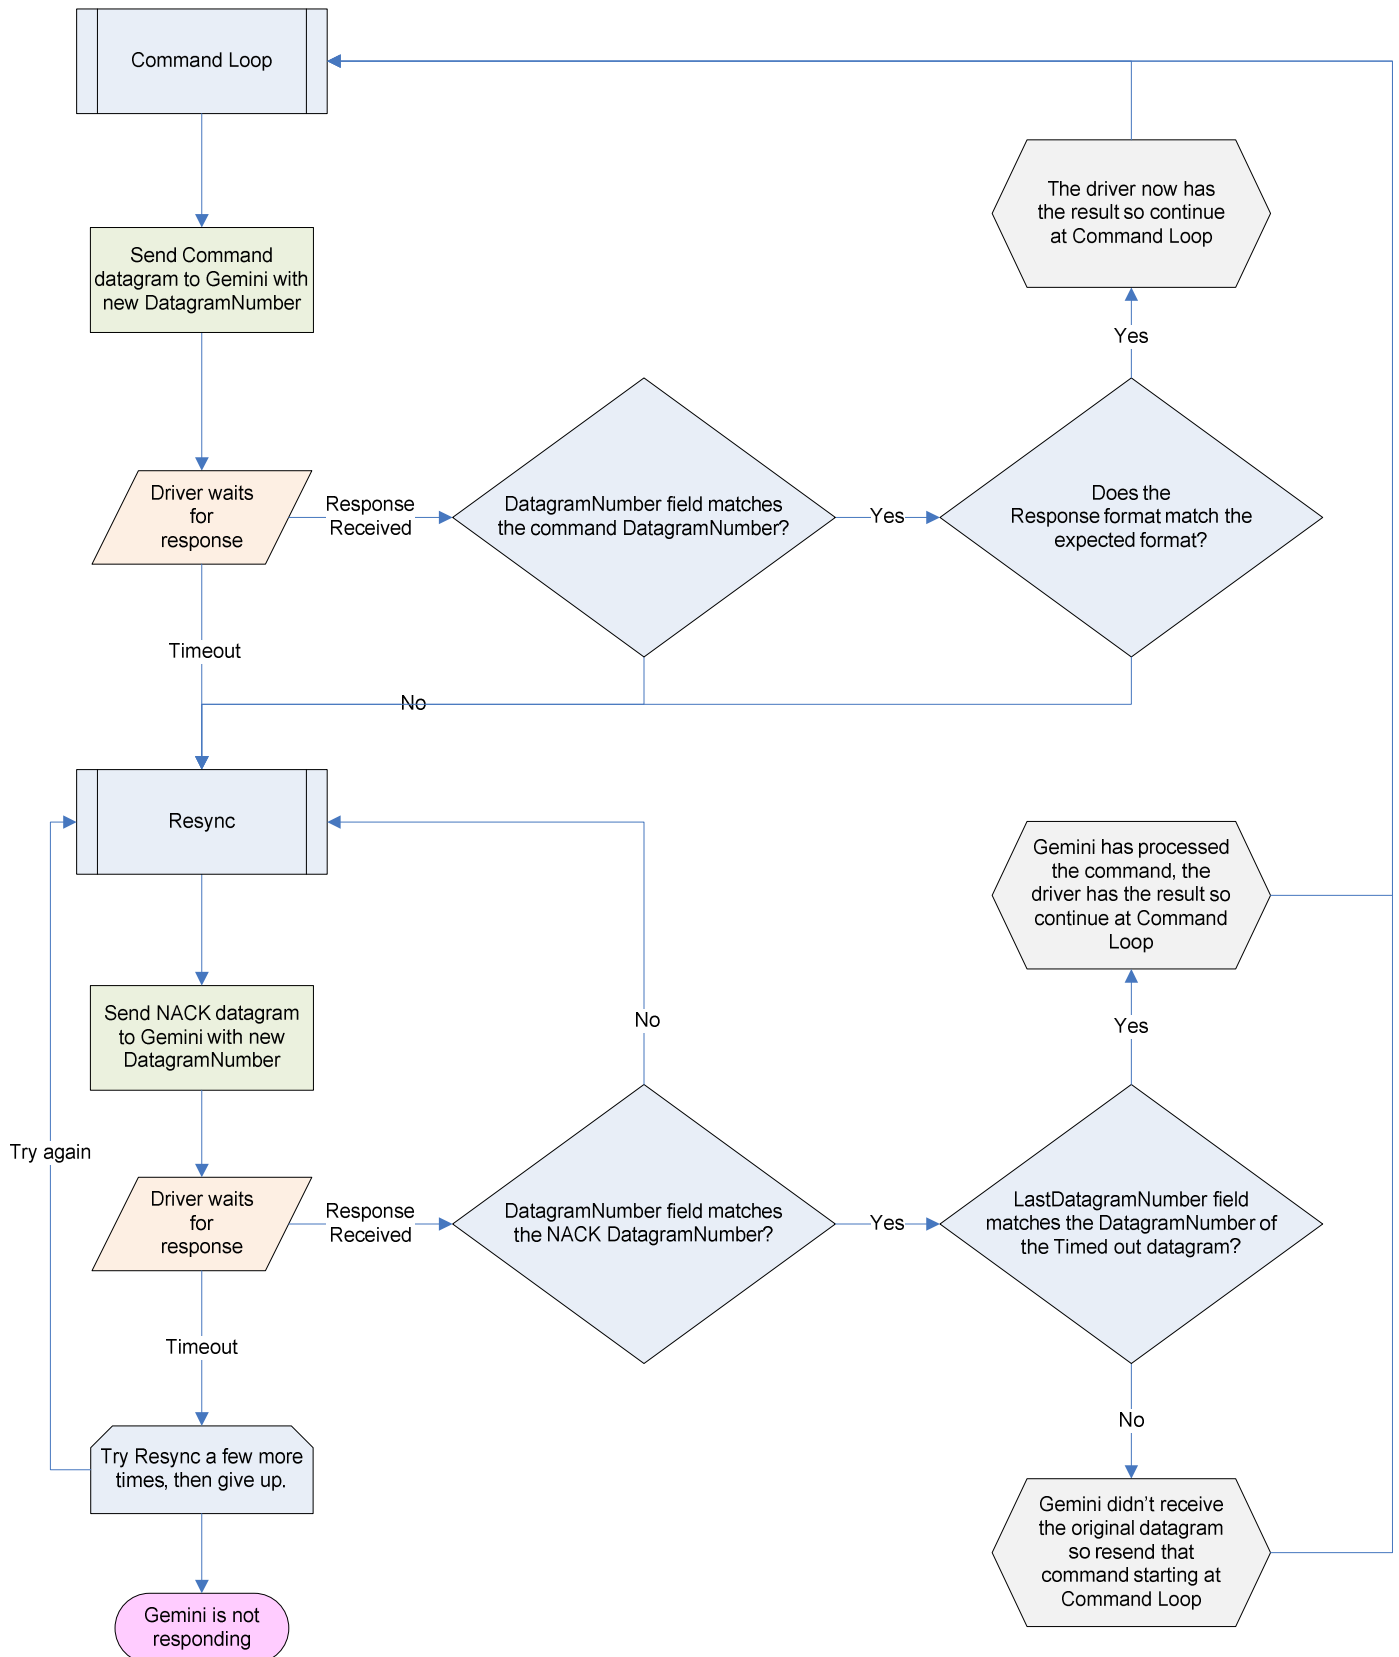 Command Loop
The driver now has
the result so continue
at Command Loop
Send Command
datagram to Gemini with
new DatagramNumber
Yes
Driver waits
for
response
Response
Received
DatagramNumber field matches
the command DatagramNumber?
Yes
Does the
Response format match the
expected format?
Timeout
No
Resync
Gemini has processed
the command, the
driver has the result so
continue at Command
Loop
Send NACK datagram
to Gemini with new
DatagramNumber
No
Yes
Try again
Driver waits
for
response
Response
Received
DatagramNumber field matches
the NACK DatagramNumber?
Yes
LastDatagramNumber field
matches the DatagramNumber of
the Timed out datagram?
Timeout
No
Try Resync a few more
times, then give up.
Gemini didn't receive
the original datagram
so resend that
command starting at
Command Loop
Gemini is not
responding